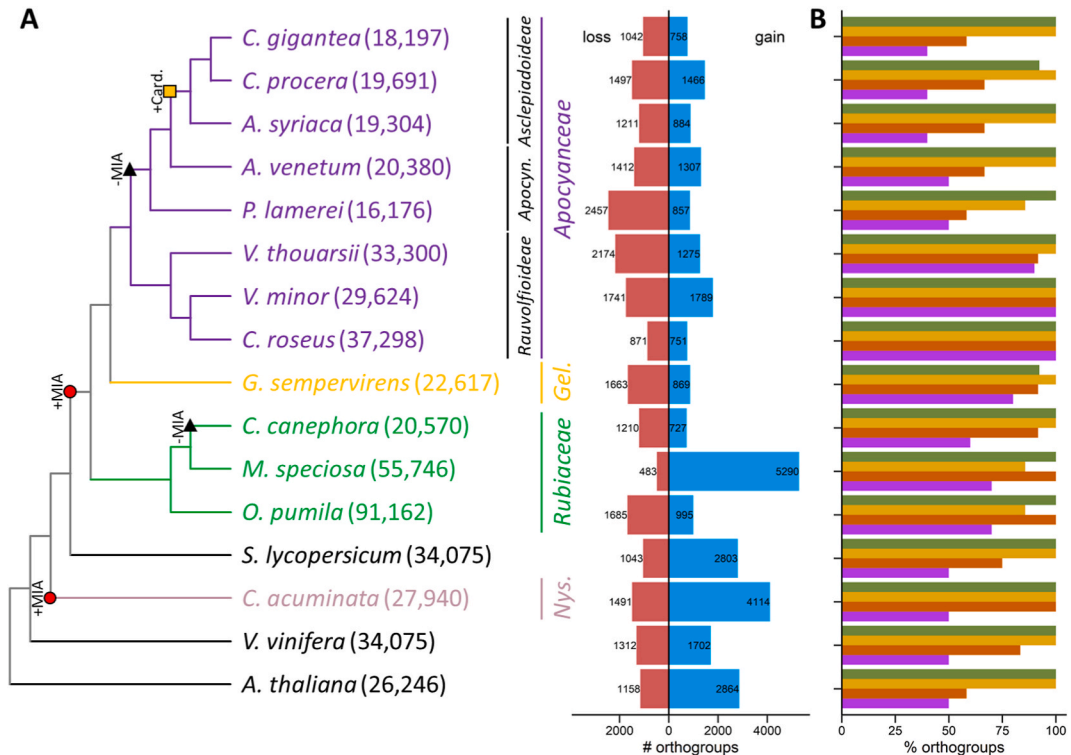 A
B
loss
gain
C. gigantea (18,197)
1042
758
C. procera (19,691)
1497
1466
+Card.
A. syriaca (19,304)
1211
884
Asclepiadoideae
A. venetum (20,380)
1412
1307
-MIA
P. lamerei (16,176)
2457
857
Apocyn.
Apocyanceae
V. thouarsii (33,300)
2174
1275
V. minor (29,624)
1741
1789
C. roseus (37,298)
871
751
Rauvolfioideae
G. sempervirens (22,617)
Gel.
1663
869
+MIA
C. canephora (20,570)
1210
727
-MIA
M. speciosa (55,746)
483
5290
Rubiaceae
O. pumila (91,162)
1685
995
S. lycopersicum (34,075)
1043
2803
C. acuminata (27,940)
Nys.
1491
4114
+MIA
V. vinifera (34,075)
1312
1702
A. thaliana (26,246)
1158
2864
2000 0 2000 4000
# orthogroups
0 25 50 75 100
% orthogroups